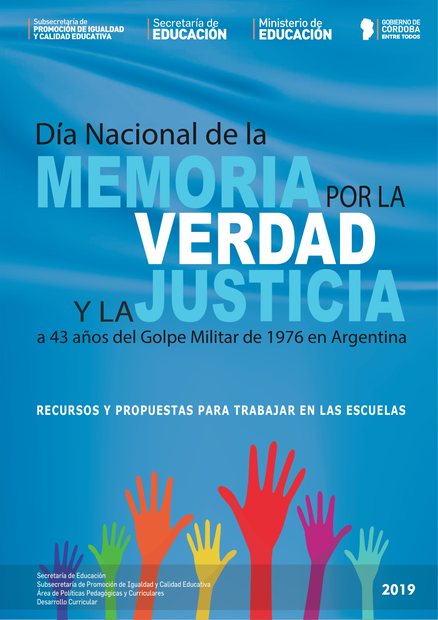 Subsecretaría de
PROMOCIÓN DE IGUALDAD
Y CALIDAD EDUCATIVA
Secretaría de
EDUCACIÓN
Ministerio de
EDUCACIÓN
GOBIERNO DE
CÓRDOBA
ENTRE TODOS
Día Nacional de la
MEMORIA POR LA
VERDAD
Y LA JUSTICIA
a 43 años del Golpe Militar de 1976 en Argentina
RECURSOS Y PROPUESTAS PARA TRABAJAR EN LAS ESCUELAS
Secretaría de Educación
Subsecretaría de Promoción de Igualdad y Calidad Educativa
Área de Políticas Pedagógicas y Curriculares
Desarrollo Curricular
2019